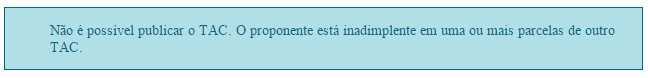 Não é possível publicar o TAC. O proponente está inadimplente em uma ou mais parcelas de outro
TAC.